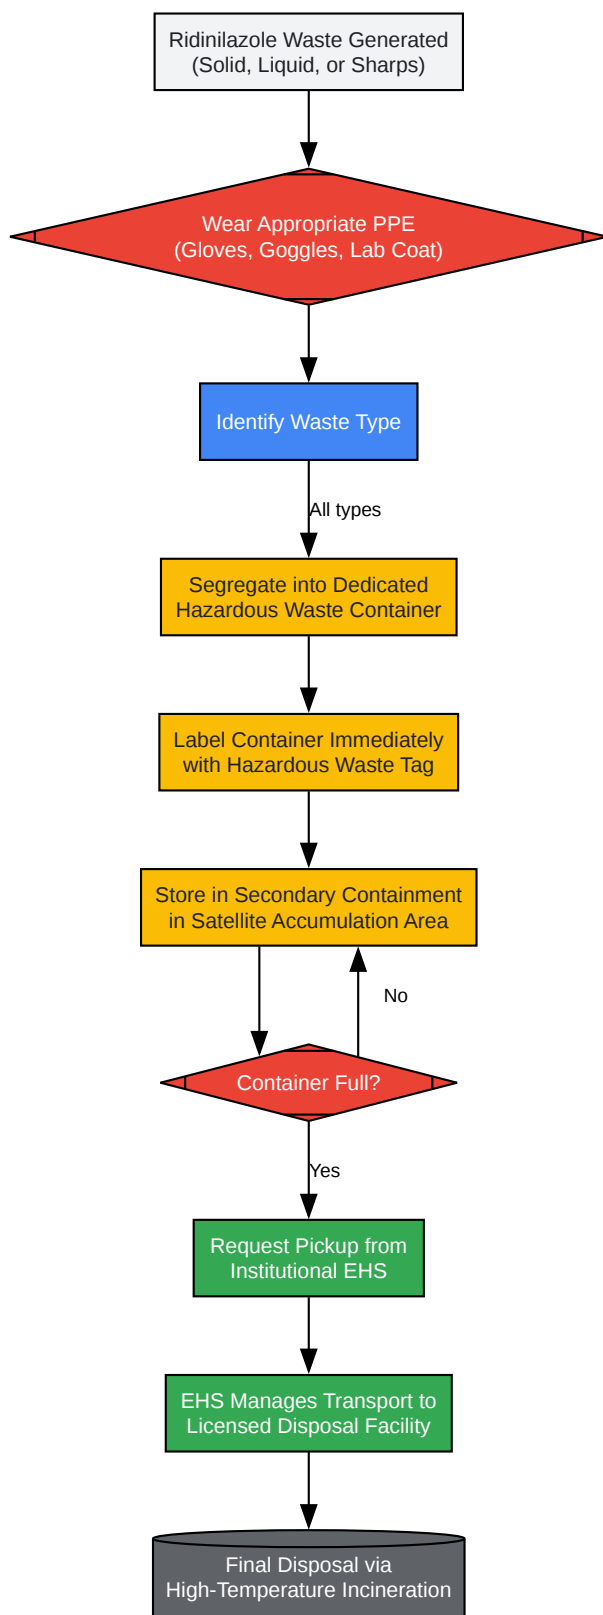 Ridinilazole Waste Generated
(Solid, Liquid, or Sharps)
Wear Appropriate PPE
(Gloves, Goggles, Lab Coat)
Identify Waste Type
All types
Segregate into Dedicated
Hazardous Waste Container
Label Container Immediately
with Hazardous Waste Tag
Store in Secondary Containment
in Satellite Accumulation Area
No
Container Full?
Yes
Request Pickup from
Institutional EHS
EHS Manages Transport to
Licensed Disposal Facility
Final Disposal via
High-Temperature Incineration